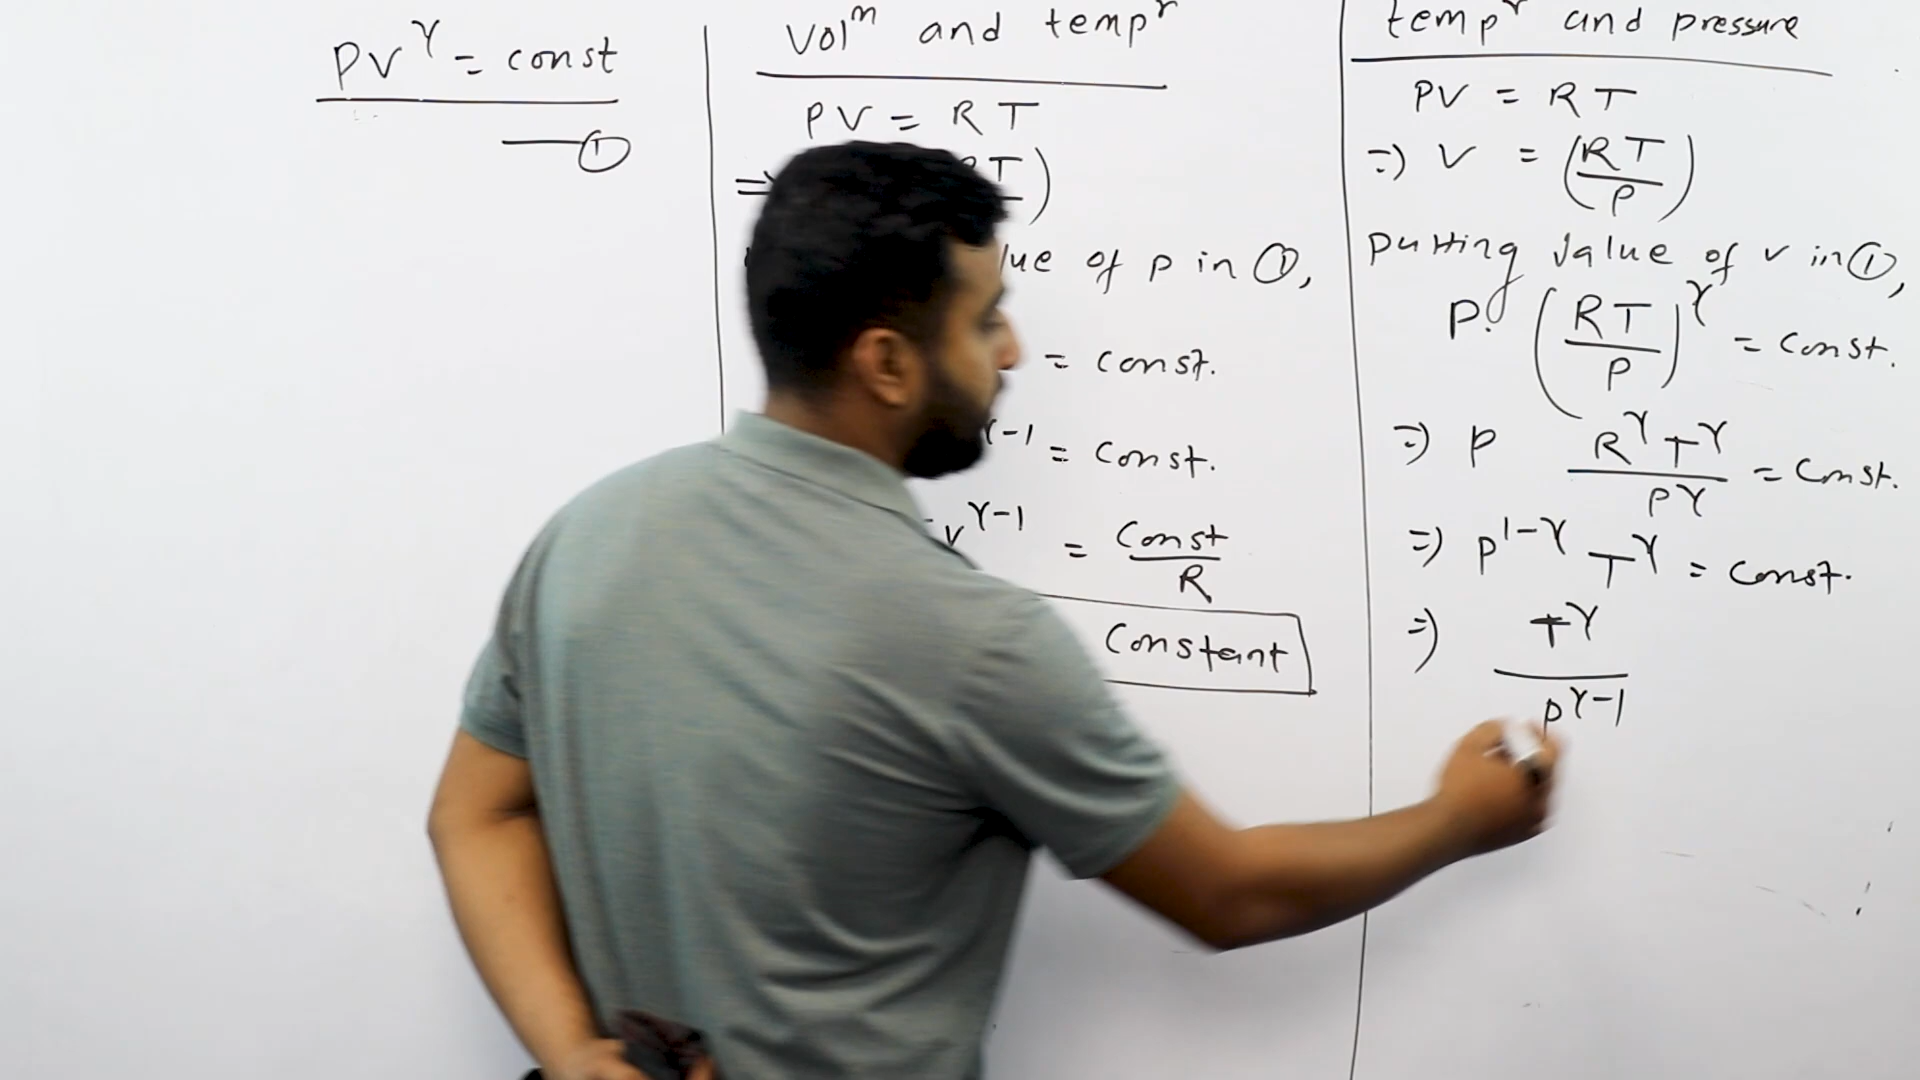 PV^γ = const
—①
Vol^m and temp^r
PV = RT
RT)
lue of p in ①,
= const.
γ-1 = Const.
V^γ-1 = Const/R
Constant
temp^r and pressure
PV = RT
=) V = (RT/P)
putting value of v in ①,
P. (RT/P)^γ = Const.
=) P R^γ T^γ / P^γ = Const.
=) P^1-γ T^γ = Const.
=) T^γ / P^γ-1